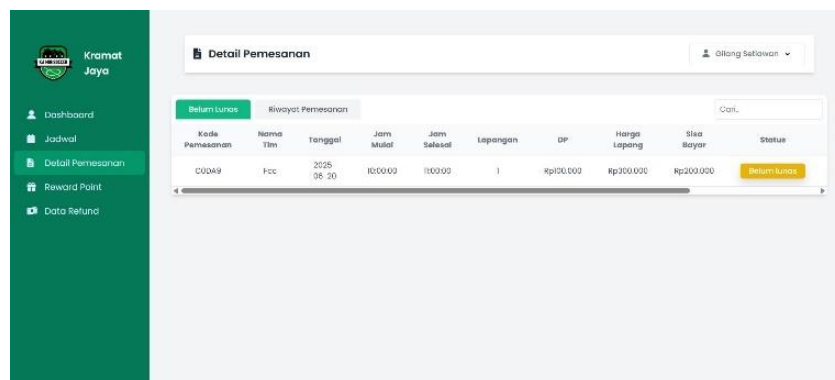 Kramat
Jaya
Detail Pemesanan
Gilang Setiawan
Dashboard
Jadwal
Detail Pemesanan
Reward Point
Data Refund
Belum Lunas Riwayat Pemesanan Cari..
Kode Pemesanan Nama Tim Tanggal Jam Mulai Jam Selesai Lapangan DP Harga Lapang Sisa Bayar Status
C0DA9 Fcc 2025-06-20 10:00:00 11:00:00 1 Rp100.000 Rp300.000 Rp200.000 Belum lunas